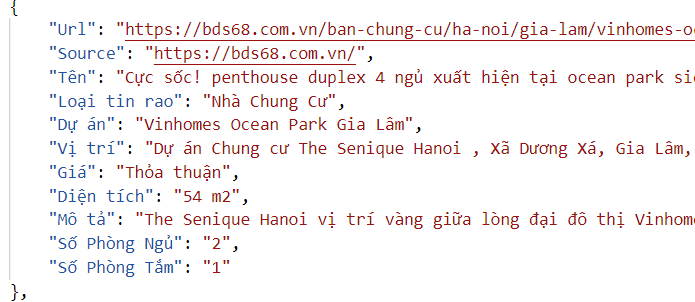 {
"Url": "https://bds68.com.vn/ban-chung-cu/ha-noi/gia-lam/vinhomes-oc
"Source": "https://bds68.com.vn/",
"Tên": "Cực sốc! penthouse duplex 4 ngủ xuất hiện tại ocean park si
"Loại tin rao": "Nhà Chung Cư",
"Dự án": "Vinhomes Ocean Park Gia Lâm",
"Vị trí": "Dự án Chung cư The Senique Hanoi , Xã Dương Xá, Gia Lâm,
"Giá": "Thỏa thuận",
"Diện tích": "54 m2",
"Mô tả": "The Senique Hanoi vị trí vàng giữa lòng đại đô thị Vinhome
"Số Phòng Ngủ": "2",
"Số Phòng Tắm": "1"
},